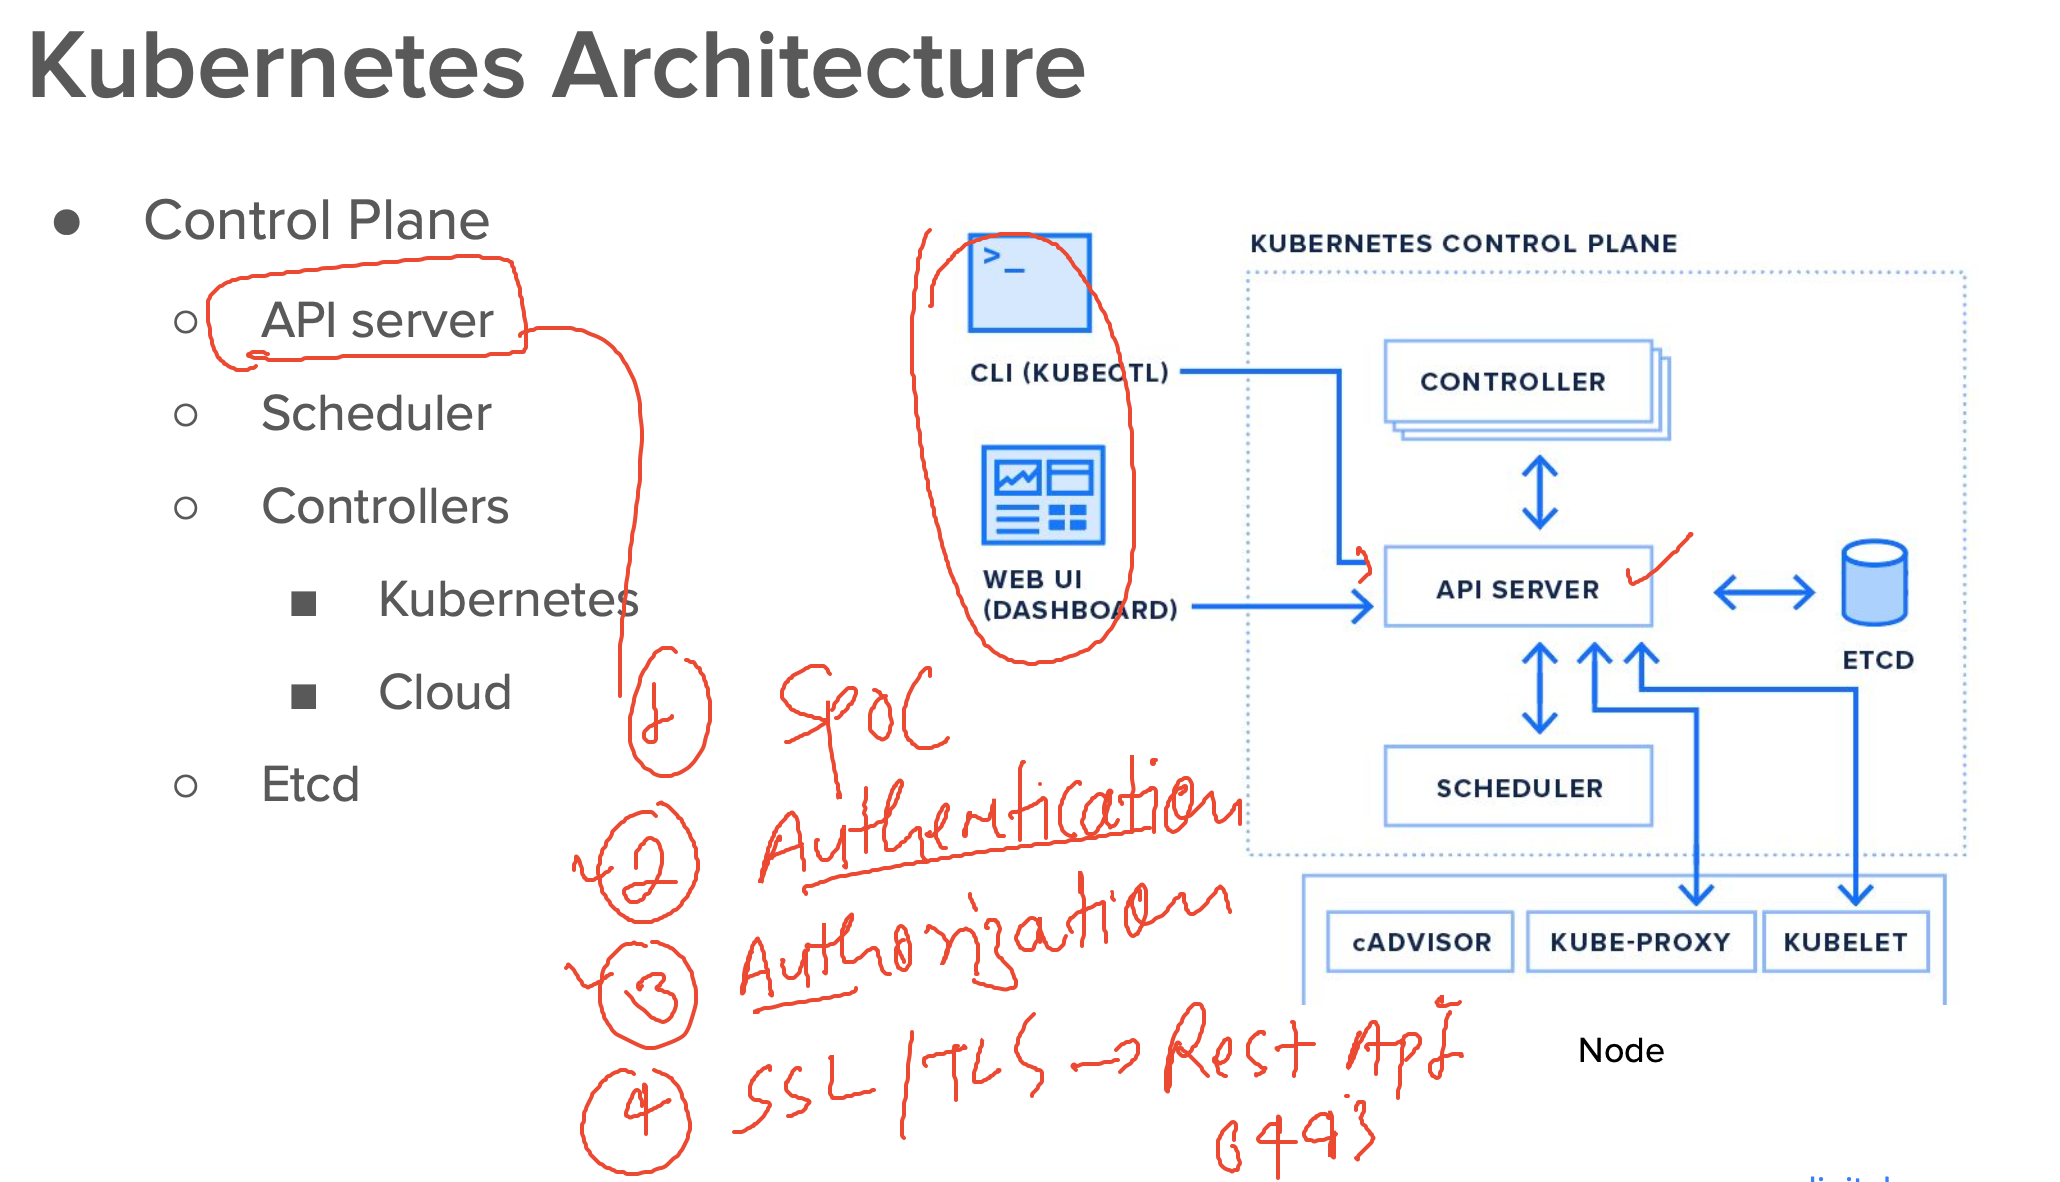 Kubernetes Architecture
● Control Plane
○ API server
○ Scheduler
○ Controllers
■ Kubernetes
■ Cloud
○ Etcd
>_
CLI (KUBECTL)
WEB UI
(DASHBOARD)
KUBERNETES CONTROL PLANE
CONTROLLER
API SERVER
ETCD
SCHEDULER
cADVISOR
KUBE-PROXY
KUBELET
Node
1 SPOC
2 Authentication
3 Authorization
4 SSL/TLS → Rest ApI